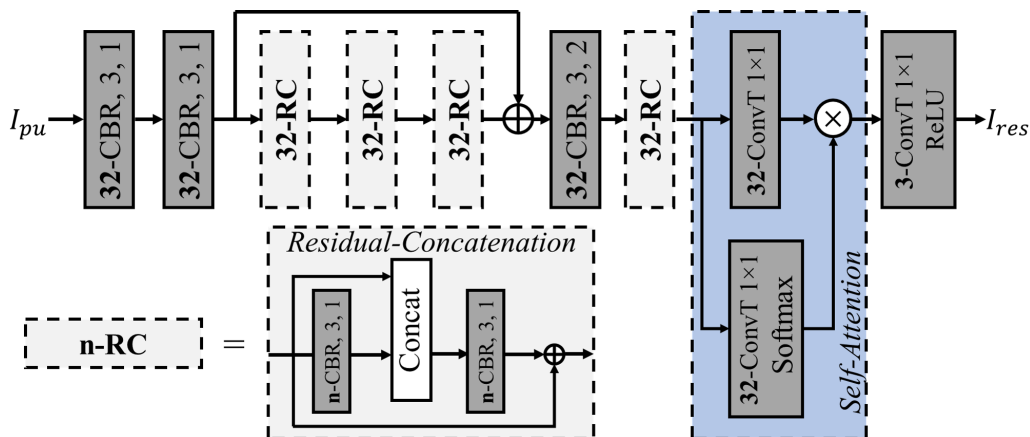 I_pu
32-CBR, 3, 1
32-CBR, 3, 1
32-RC
32-RC
32-RC
32-CBR, 3, 2
32-RC
32-ConvT 1×1
×
3-ConvT 1×1
ReLU
I_res
32-ConvT 1×1
Softmax
Self-Attention
n-RC
=
Residual-Concatenation
n-CBR, 3, 1
Concat
n-CBR, 3, 1